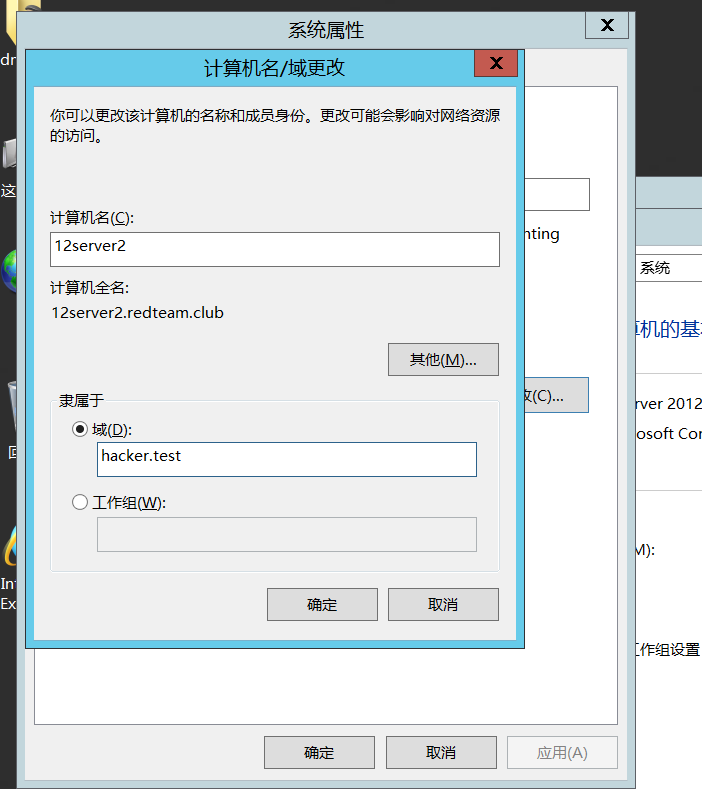 系统属性
X
计算机名/域更改
X
你可以更改该计算机的名称和成员身份。更改可能会影响对网络资源
的访问。
计算机名(C):
12server2
计算机全名:
12server2.redteam.club
其他(M)...
隶属于
域(D):
hacker.test
工作组(W):
确定
取消
确定
取消
应用(A)
nting
(C)...
系统
机的基
rver 2012
osoft Cor
M):
工作组设置
这
回
Int
Ex